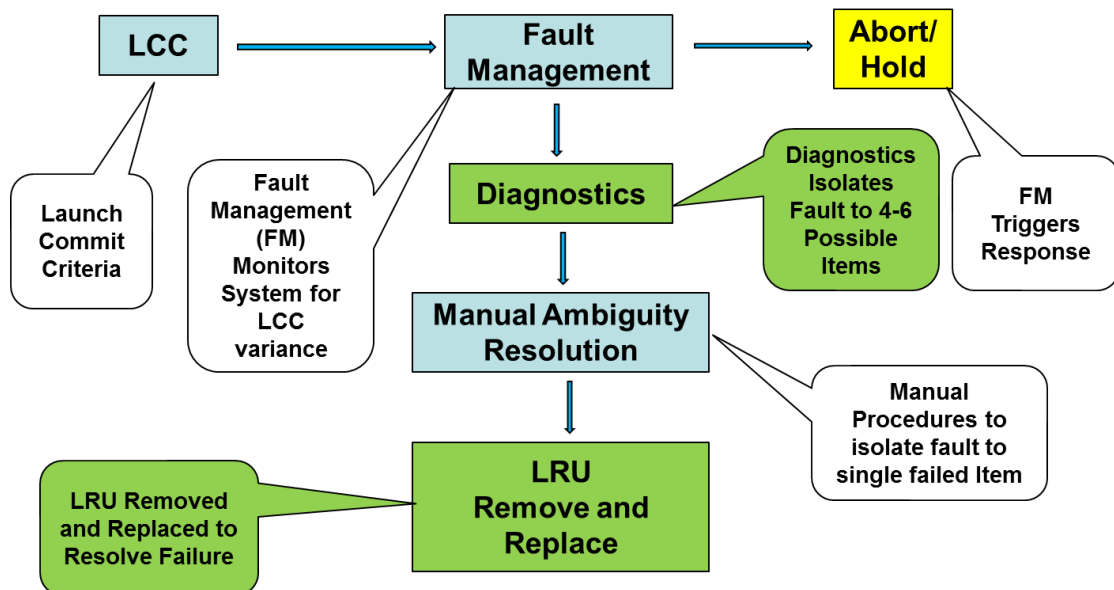 LCC
Fault
Management
Abort/
Hold
Launch
Commit
Criteria
Fault
Management
(FM)
Monitors
System for
LCC
variance
Diagnostics
Diagnostics
Isolates
Fault to 4-6
Possible
Items
FM
Triggers
Response
Manual Ambiguity
Resolution
Manual
Procedures to
isolate fault to
single failed Item
LRU
Remove and
Replace
LRU Removed
and Replaced to
Resolve Failure